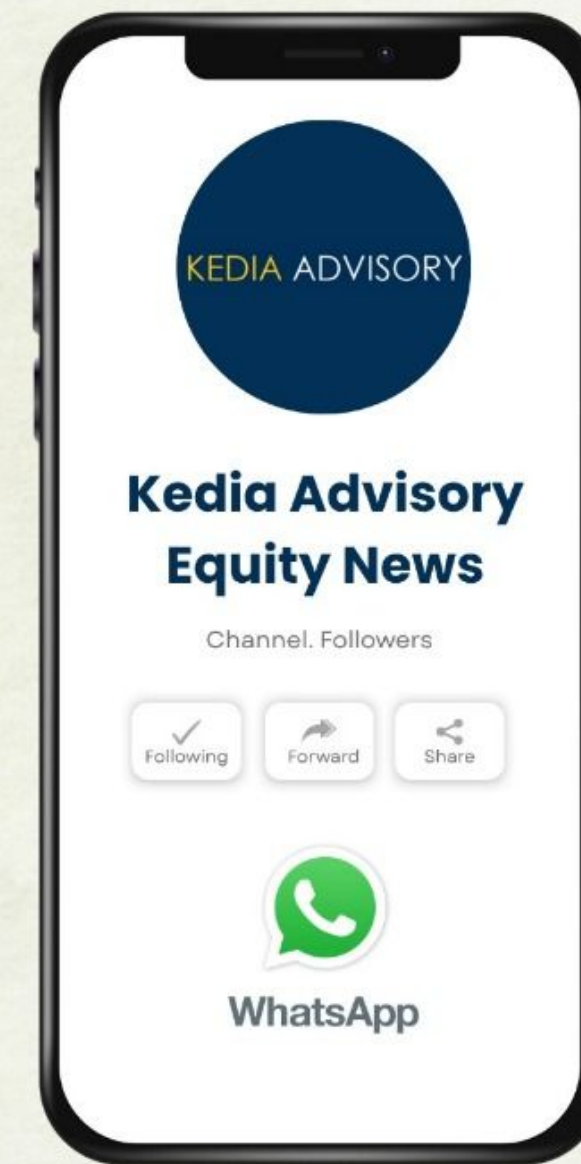 KEDIA ADVISORY
Kedia Advisory
Equity News
Channel. Followers
Following Forward Share
WhatsApp